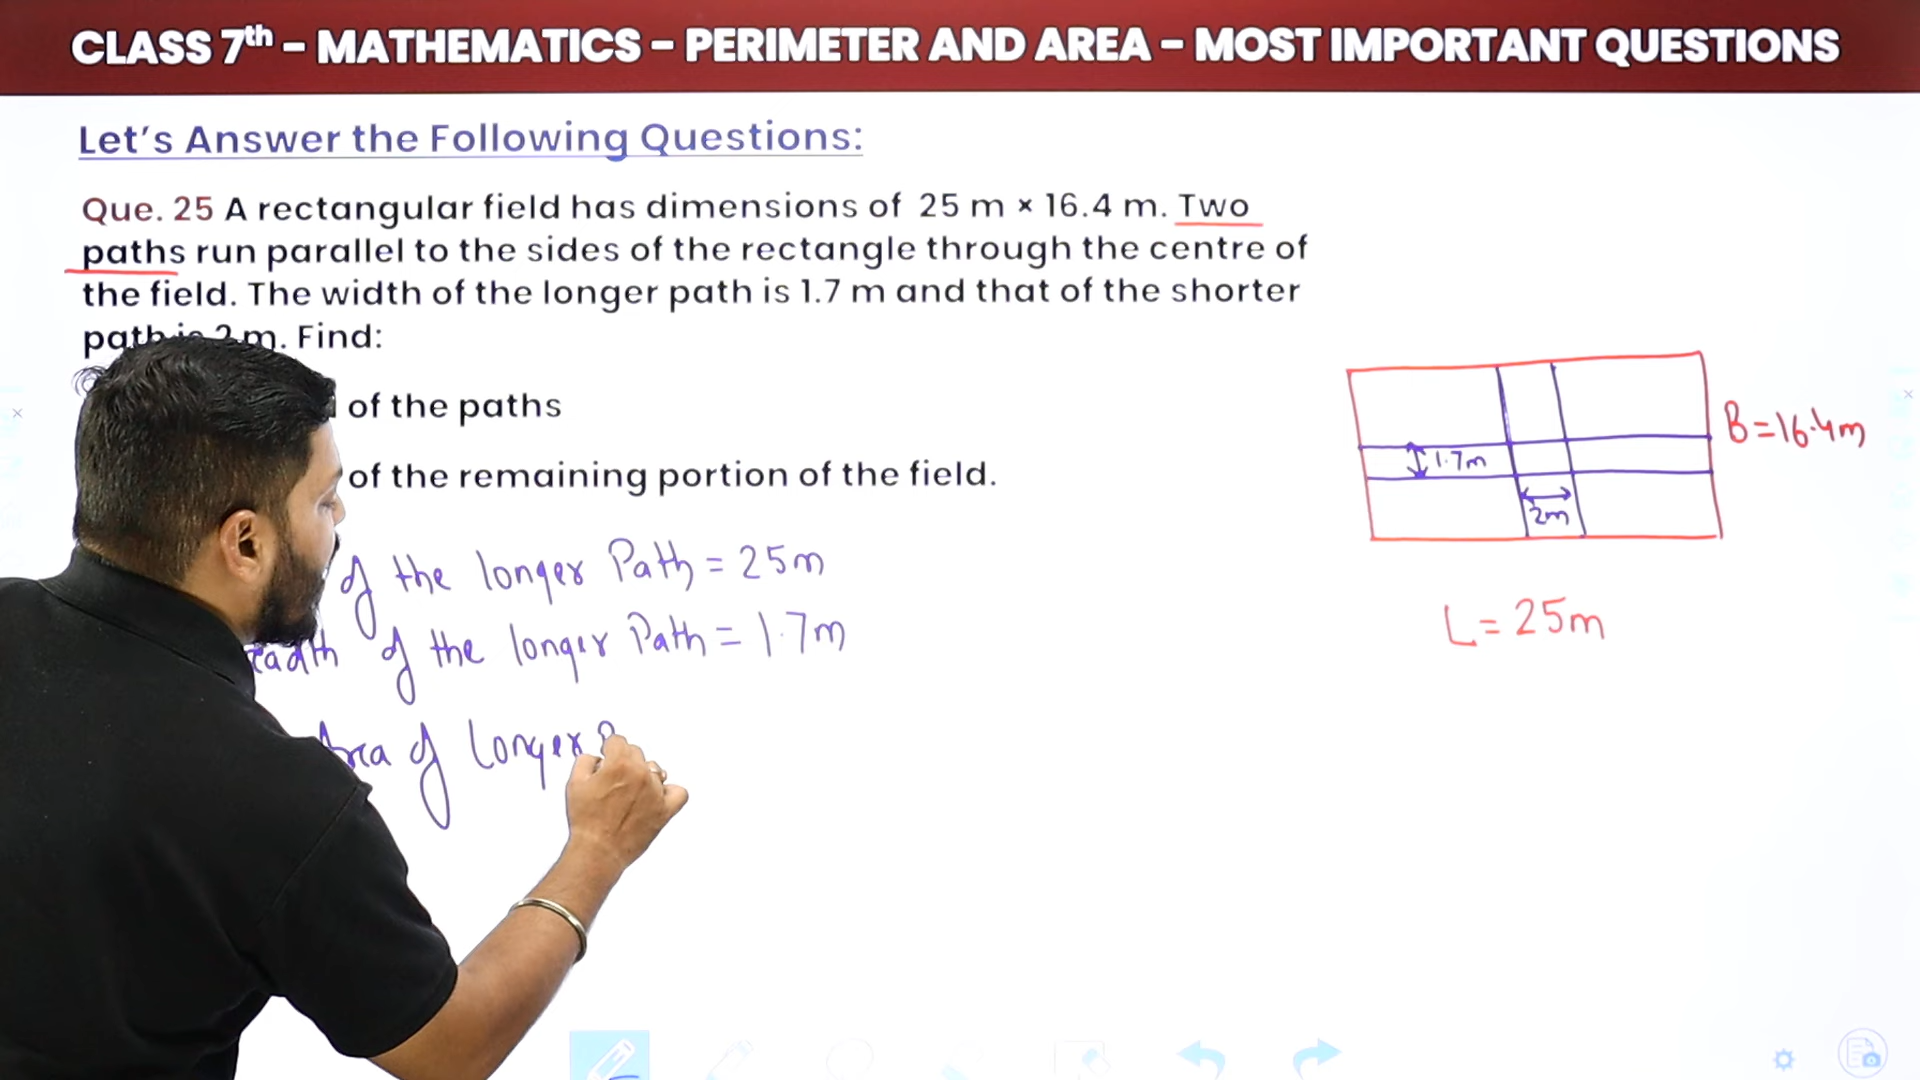 CLASS 7th – MATHEMATICS – PERIMETER AND AREA – MOST IMPORTANT QUESTIONS
Let's Answer the Following Questions:
Que. 25 A rectangular field has dimensions of 25 m × 16.4 m. Two
paths run parallel to the sides of the rectangle through the centre of
the field. The width of the longer path is 1.7 m and that of the shorter
path is 2 m. Find:
of the paths
of the remaining portion of the field.
of the longer Path = 25m
of the longer Path = 1.7m
Area of Longer P
B=16.4m
1.7m
2m
L= 25m